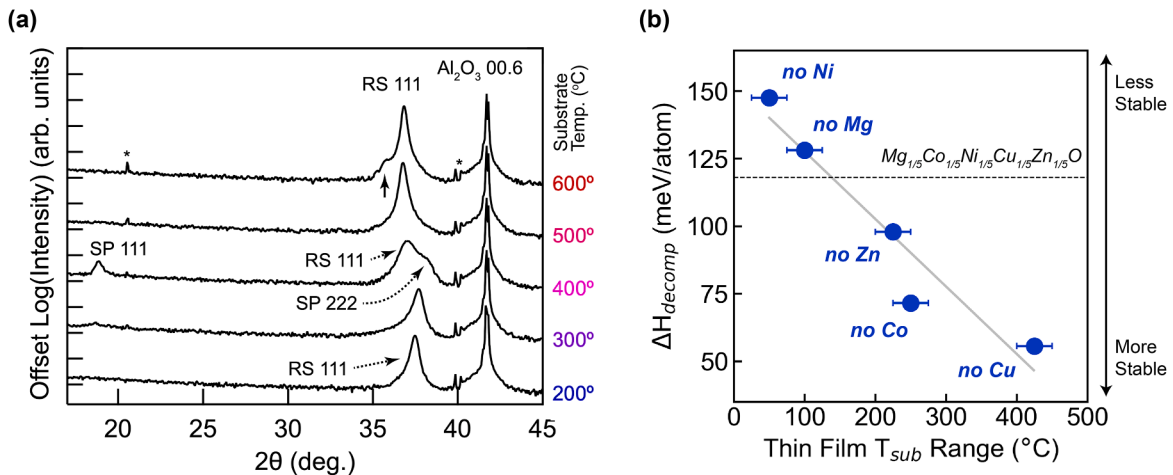 (a)
Offset Log(Intensity) (arb. units)
RS 111
Al2O3 00.6
Substrate
Temp. (°C)
*
*
600°
500°
SP 111
RS 111
400°
SP 222
300°
RS 111
200°
20
25
30
35
40
45
2θ (deg.)
(b)
ΔHdecomp (meV/atom)
150
125
100
75
50
no Ni
no Mg
Mg1/5Co1/5Ni1/5Cu1/5Zn1/5O
no Zn
no Co
no Cu
0
100
200
300
400
500
Thin Film Tsub Range (°C)
Less
Stable
More
Stable